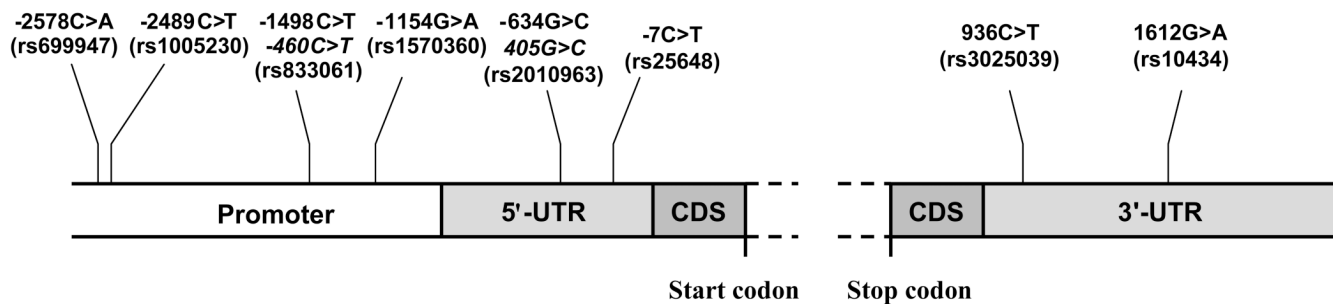 -2578C>A
(rs699947)
-2489C>T
(rs1005230)
-1498C>T
-460C>T
(rs833061)
-1154G>A
(rs1570360)
-634G>C
405G>C
(rs2010963)
-7C>T
(rs25648)
936C>T
(rs3025039)
1612G>A
(rs10434)
Promoter
5'-UTR
CDS
CDS
3'-UTR
Start codon
Stop codon